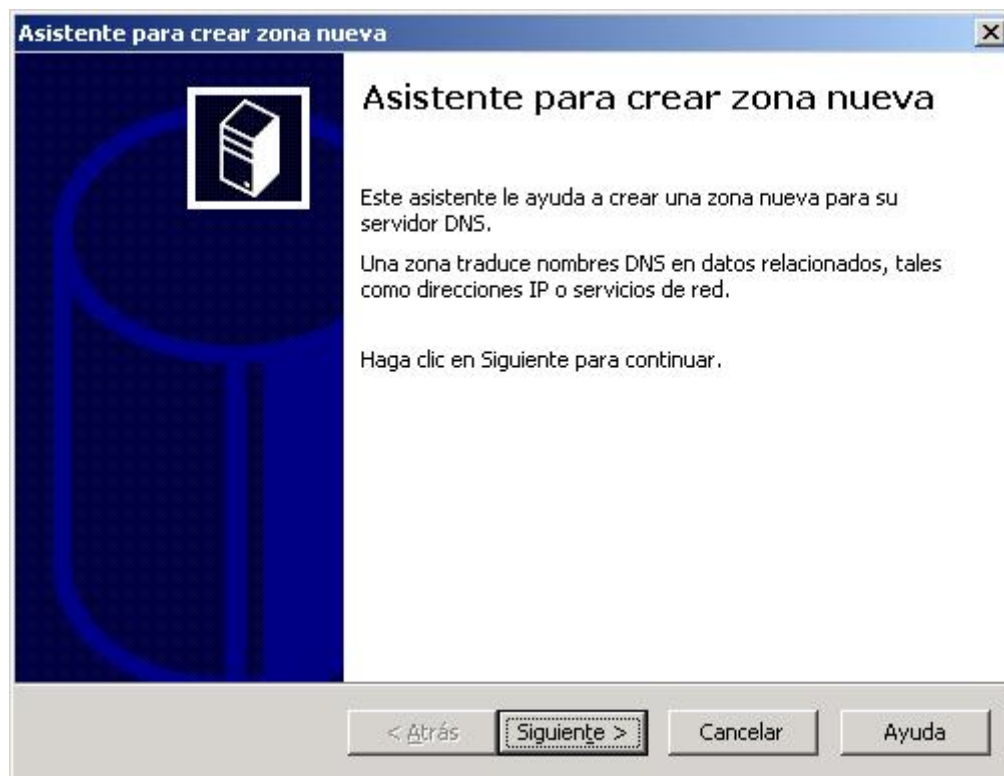 Asistente para crear zona nueva
Asistente para crear zona nueva
Este asistente le ayuda a crear una zona nueva para su
servidor DNS.
Una zona traduce nombres DNS en datos relacionados, tales
como direcciones IP o servicios de red.
Haga clic en Siguiente para continuar.
< Atrás Siguiente > Cancelar Ayuda